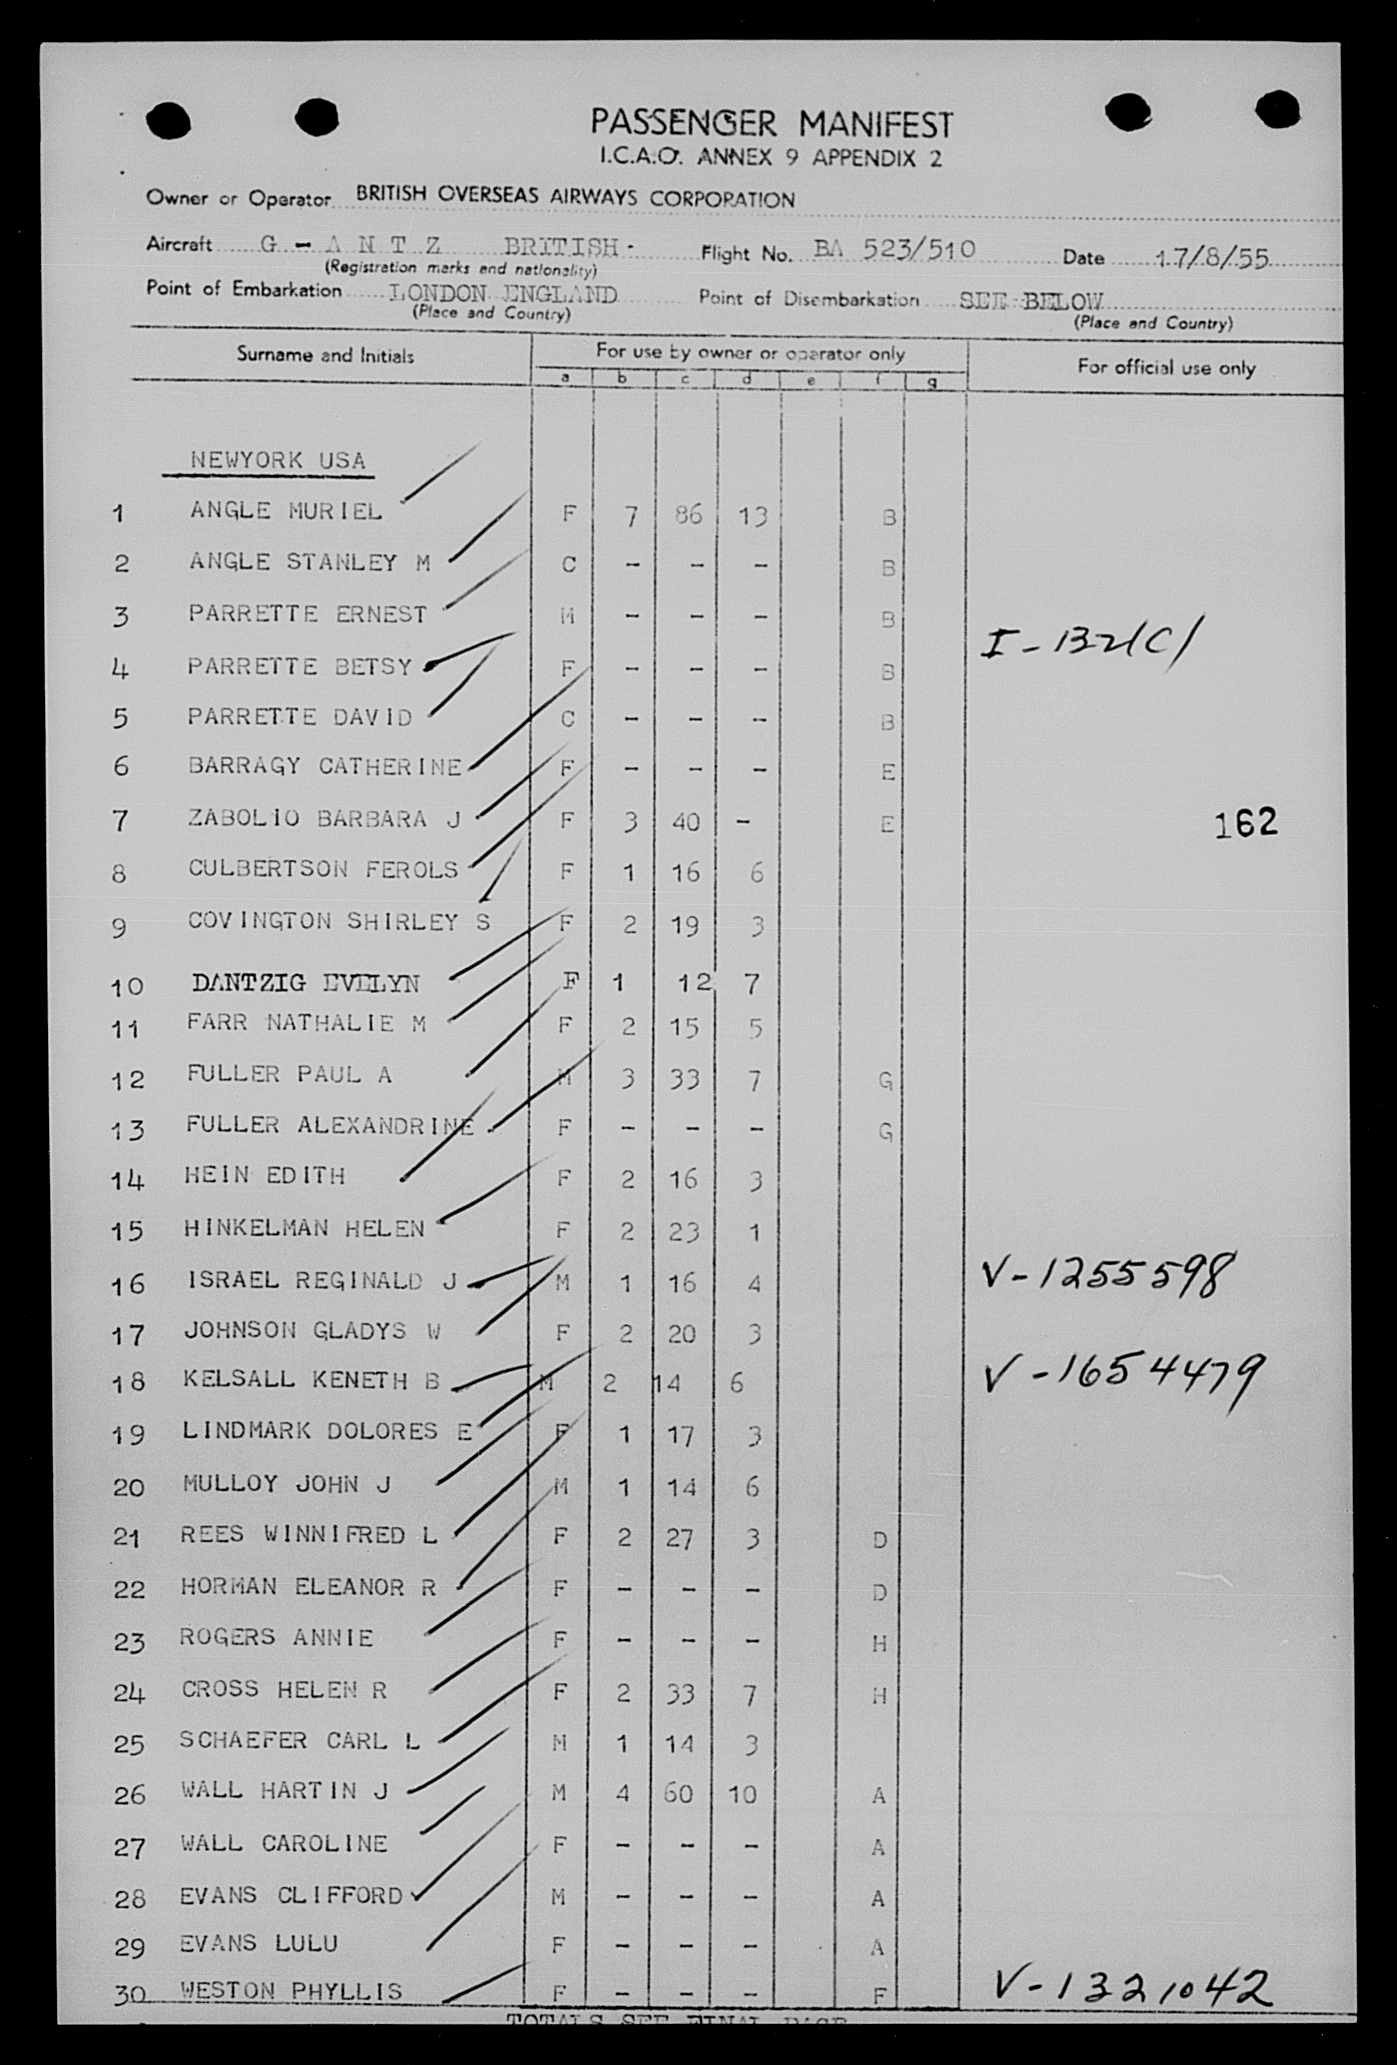 PASSENGER MANIFEST
I.C.A.O. ANNEX 9 APPENDIX 2
Owner or Operator BRITISH OVERSEAS AIRWAYS CORPORATION
Aircraft G - A N T Z BRITISH- Flight No. BA 523/510 Date 17/8/55
(Registration marks and nationality)
Point of Embarkation LONDON ENGLAND Point of Disembarkation SEE BELOW
(Place and Country) (Place and Country)
Surname and Initials For use by owner or operator only For official use only
a b c d e f g
NEWYORK USA
1 ANGLE MURIEL F 7 86 13 B
2 ANGLE STANLEY M C - - - B
3 PARRETTE ERNEST M - - - B
I-132(C)
4 PARRETTE BETSY F - - - B
5 PARRETTE DAVID C - - - B
6 BARRAGY CATHERINE F - - - E
7 ZABOLIO BARBARA J F 3 40 - E 162
8 CULBERTSON FEROLS F 1 16 6
9 COVINGTON SHIRLEY S F 2 19 3
10 DANTZIG EVELYN F 1 12 7
11 FARR NATHALIE M F 2 15 5
12 FULLER PAUL A M 3 33 7 G
13 FULLER ALEXANDRINE F - - - G
14 HEIN EDITH F 2 16 3
15 HINKELMAN HELEN F 2 23 1
16 ISRAEL REGINALD J M 1 16 4 V-1255598
17 JOHNSON GLADYS W F 2 20 3
18 KELSALL KENETH B M 2 14 6 V-1654479
19 LINDMARK DOLORES E F 1 17 3
20 MULLOY JOHN J M 1 14 6
21 REES WINNIFRED L F 2 27 3 D
22 HORMAN ELEANOR R F - - - D
23 ROGERS ANNIE F - - - H
24 CROSS HELEN R F 2 33 7 H
25 SCHAEFER CARL L M 1 14 3
26 WALL HARTIN J M 4 60 10 A
27 WALL CAROLINE F - - - A
28 EVANS CLIFFORD M - - - A
29 EVANS LULU F - - - A
30 WESTON PHYLLIS F - - - F V-1321042
TOTALS SEE FINAL PAGE